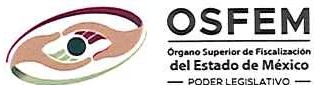 OSFEM
Órgano Superior de Fiscalización
del Estado de México
PODER LEGISLATIVO